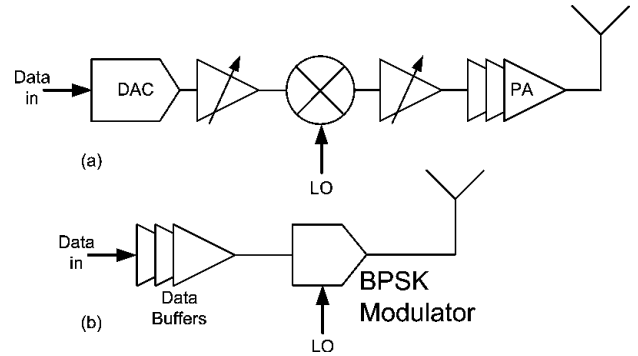 Data
in
DAC
PA
LO
(a)
Data
in
Data
Buffers
BPSK
Modulator
LO
(b)